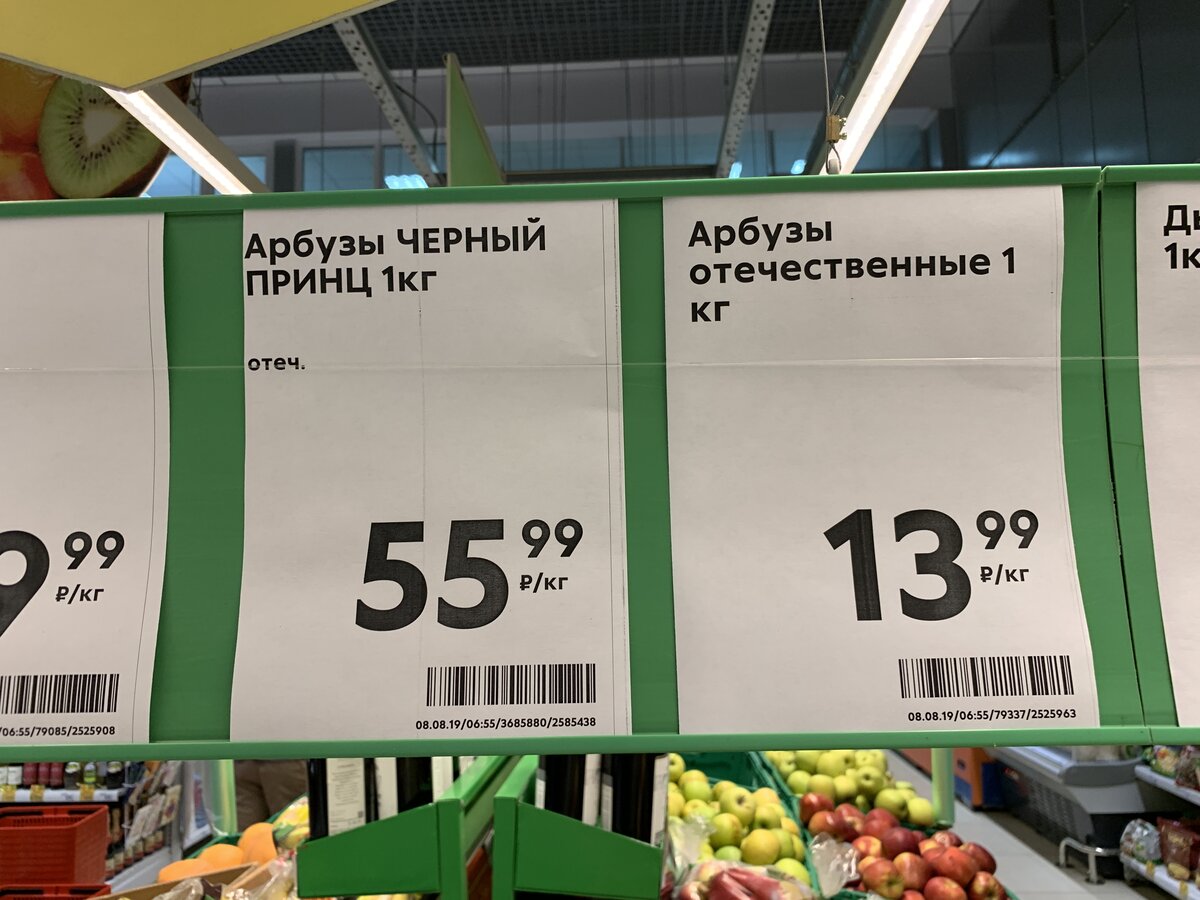 9 99
₽/кг
06:55/79085/2525908
Арбузы ЧЕРНЫЙ
ПРИНЦ 1кг
отеч.
55 99
₽/кг
08.08.19/06:55/3685880/2585438
Арбузы
отечественные 1
кг
13 99
₽/кг
08.08.19/06:55/79337/2525963